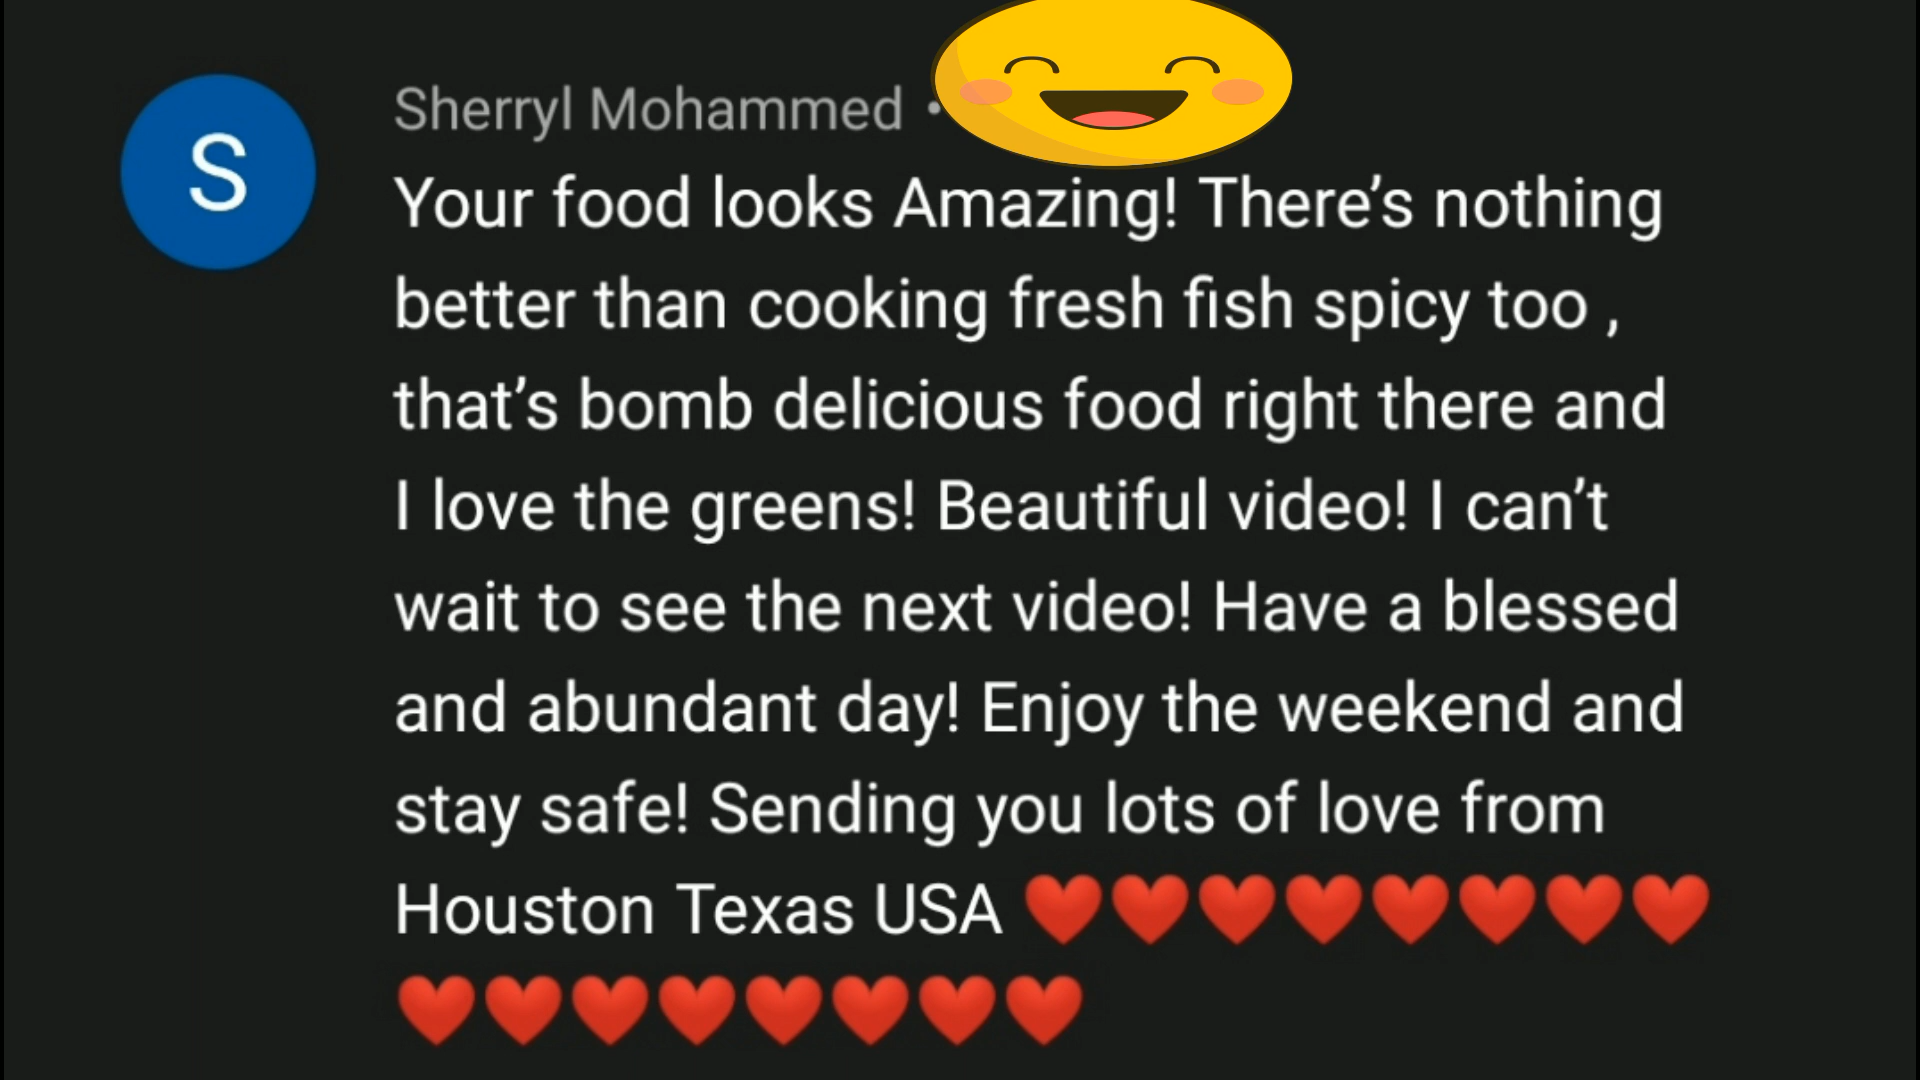 S
Sherryl Mohammed •
Your food looks Amazing! There’s nothing
better than cooking fresh fish spicy too ,
that’s bomb delicious food right there and
I love the greens! Beautiful video! I can’t
wait to see the next video! Have a blessed
and abundant day! Enjoy the weekend and
stay safe! Sending you lots of love from
Houston Texas USA ❤️❤️❤️❤️❤️❤️❤️❤️
❤️❤️❤️❤️❤️❤️❤️❤️